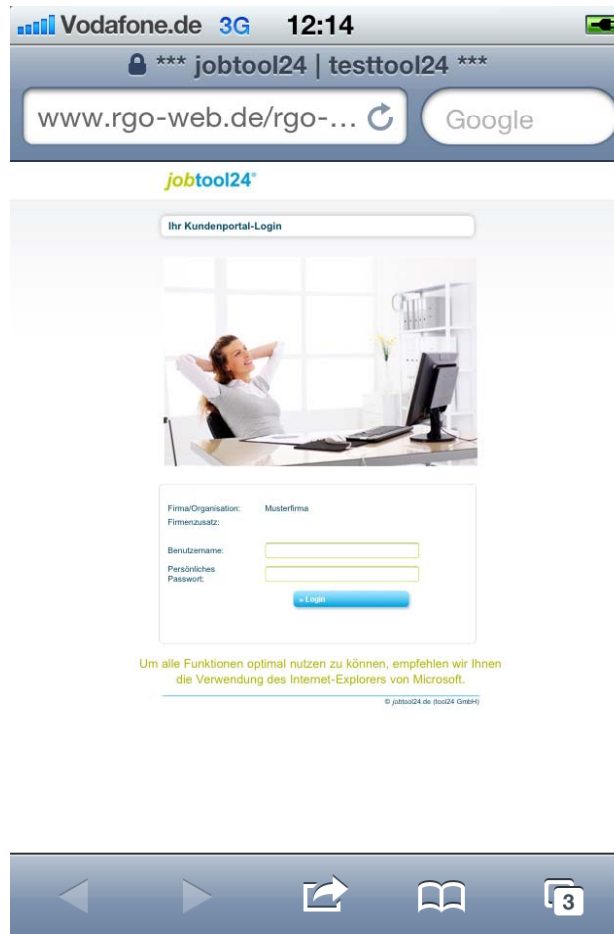 Vodafone.de 3G 12:14
*** jobtool24 | testtool24 ***
www.rgo-web.de/rgo-... Google
jobtool24®
Ihr Kundenportal-Login
Firma/Organisation: Musterfirma
Firmenzusatz:
Benutzername:
Persönliches
Passwort:
» Login
Um alle Funktionen optimal nutzen zu können, empfehlen wir Ihnen
die Verwendung des Internet-Explorers von Microsoft.
© jobtool24.de (tool24 GmbH)
3